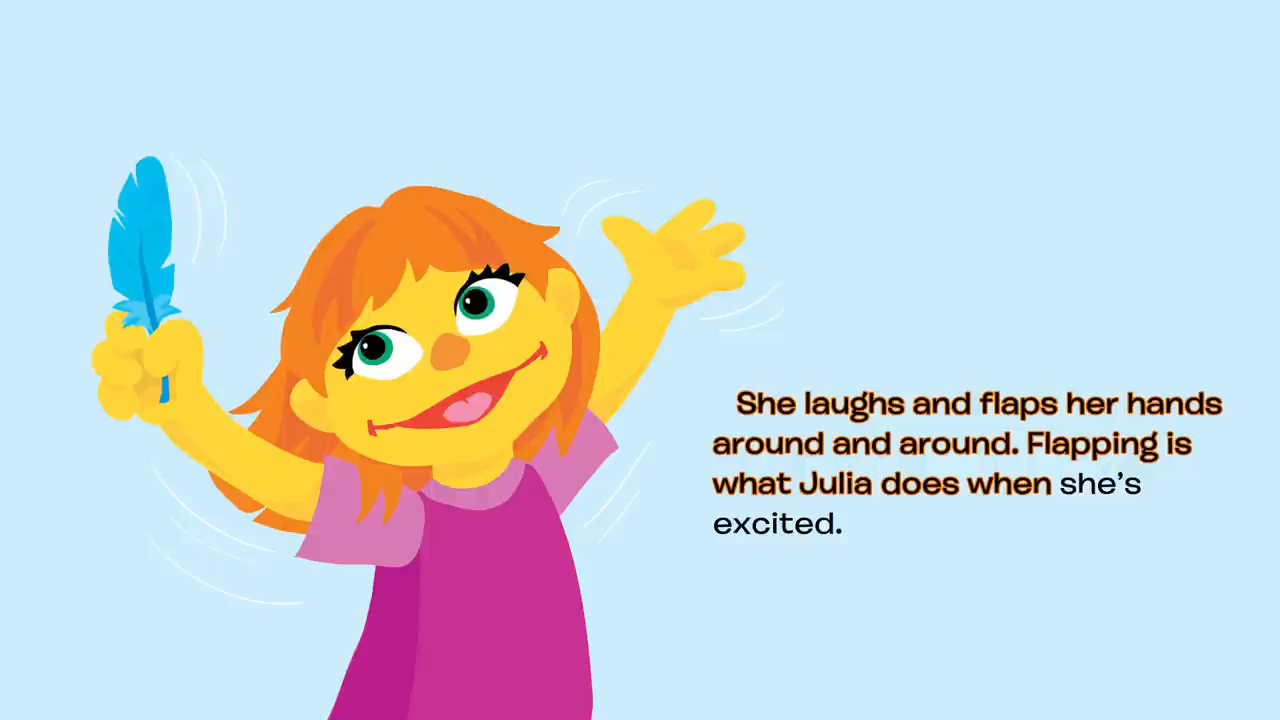 She laughs and flaps her hands
around and around. Flapping is
what Julia does when she’s
excited.